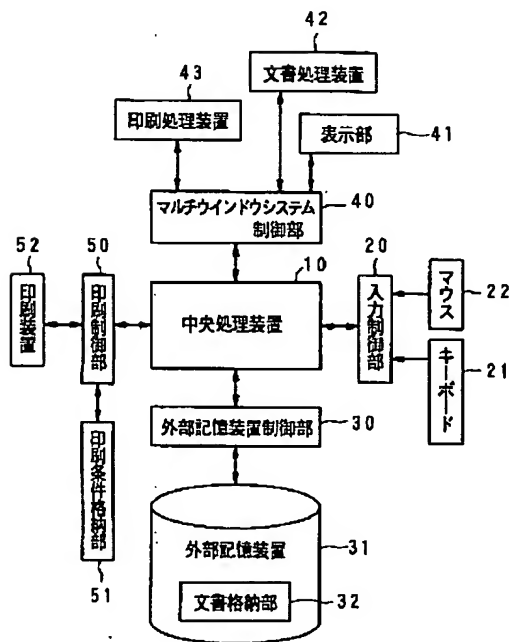 42
文書処理装置
43
印刷処理装置
表示部
41
マルチウインドウシステム
制御部
40
10
中央処理装置
52
印刷装置
50
印刷制御部
20
入力制御部
マウス
22
キーボード
21
外部記憶装置制御部
30
印刷条件格納部
51
外部記憶装置
31
文書格納部
32